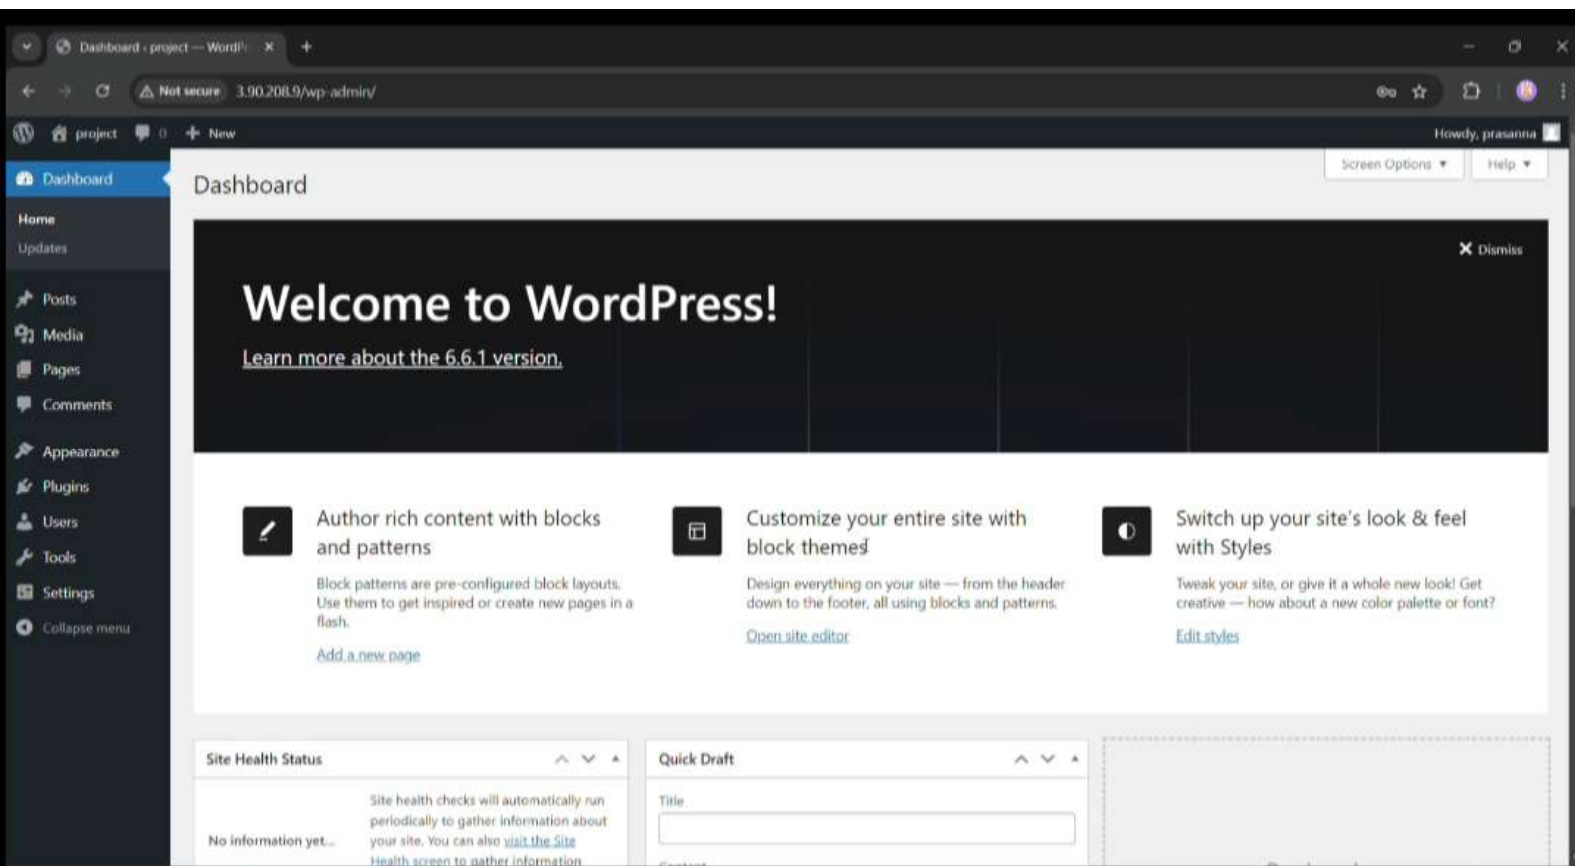 Dashboard ‹ project — WordPr
Not secure 3.90.208.9/wp-admin/
project 0 New
Howdy, prasanna
Dashboard
Home
Updates
Posts
Media
Pages
Comments
Appearance
Plugins
Users
Tools
Settings
Collapse menu
Screen Options
Help
Dashboard
Dismiss
Welcome to WordPress!
Learn more about the 6.6.1 version.
Author rich content with blocks
and patterns
Block patterns are pre-configured block layouts.
Use them to get inspired or create new pages in a
flash.
Add a new page
Customize your entire site with
block themes
Design everything on your site — from the header
down to the footer, all using blocks and patterns.
Open site editor
Switch up your site's look & feel
with Styles
Tweak your site, or give it a whole new look! Get
creative — how about a new color palette or font?
Edit styles
Site Health Status
No information yet...
Site health checks will automatically run
periodically to gather information about
your site. You can also visit the Site
Health screen to gather information
Quick Draft
Title